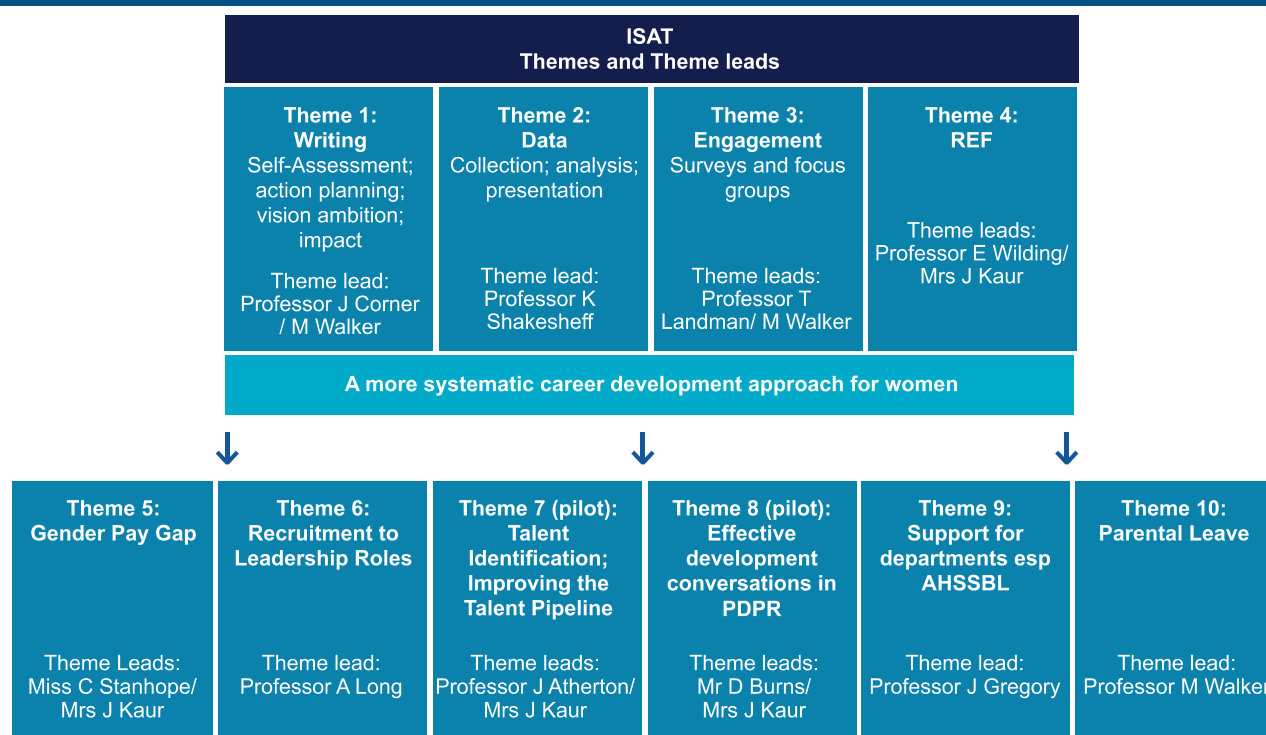 ISAT
Themes and Theme leads
Theme 1:
Writing
Self-Assessment;
action planning;
vision ambition;
impact
Theme lead:
Professor J Corner
/ M Walker
Theme 2:
Data
Collection; analysis;
presentation
Theme lead:
Professor K
Shakesheff
Theme 3:
Engagement
Surveys and focus
groups
Theme leads:
Professor T
Landman/ M Walker
Theme 4:
REF
Theme leads:
Professor E Wilding/
Mrs J Kaur
A more systematic career development approach for women
Theme 5:
Gender Pay Gap
Theme Leads:
Miss C Stanhope/
Mrs J Kaur
Theme 6:
Recruitment to
Leadership Roles
Theme lead:
Professor A Long
Theme 7 (pilot):
Talent
Identification;
Improving the
Talent Pipeline
Theme leads:
Professor J Atherton/
Mrs J Kaur
Theme 8 (pilot):
Effective
development
conversations in
PDPR
Theme leads:
Mr D Burns/
Mrs J Kaur
Theme 9:
Support for
departments esp
AHSSBL
Theme lead:
Professor J Gregory
Theme 10:
Parental Leave
Theme lead:
Professor M Walker